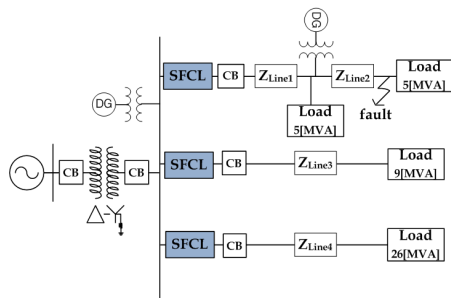 DG
SFCL
CB
ZLine1
ZLine2
Load
5[MVA]
Load
5[MVA]
fault
DG
CB
CB
SFCL
CB
ZLine3
Load
9[MVA]
SFCL
CB
ZLine4
Load
26[MVA]